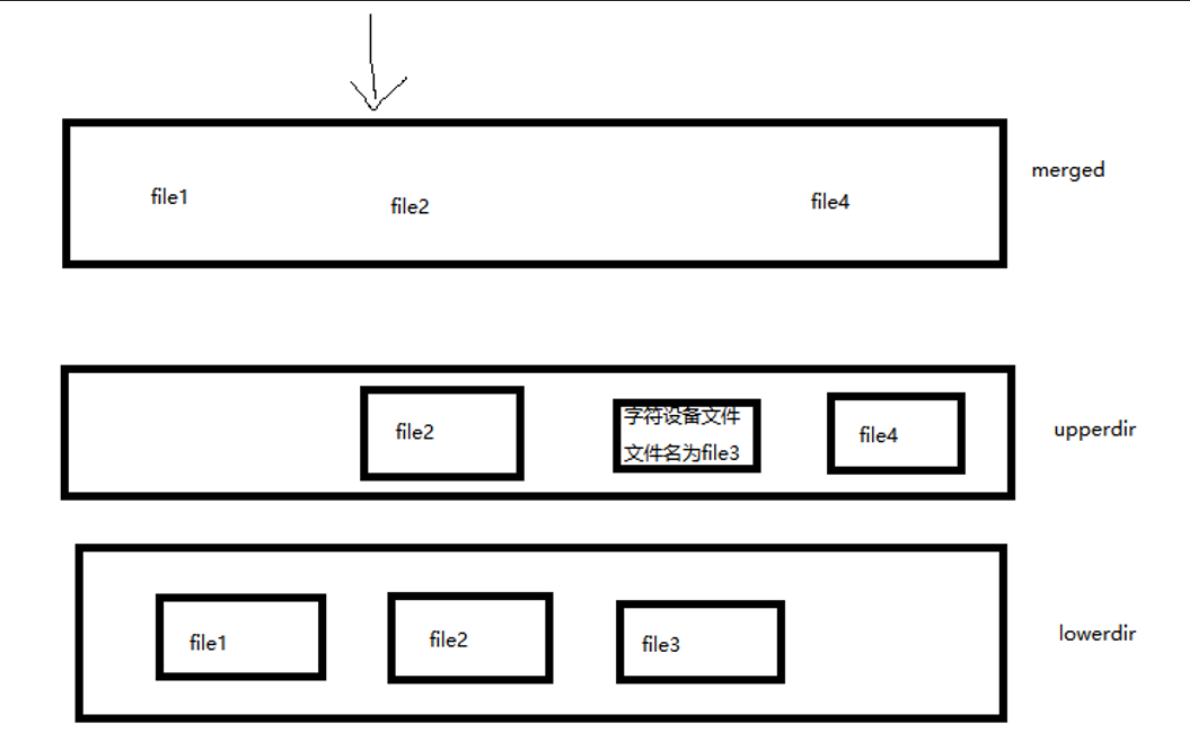 merged
file1
file2
file4
file2
字符设备文件
文件名为file3
file4
upperdir
file1
file2
file3
lowerdir